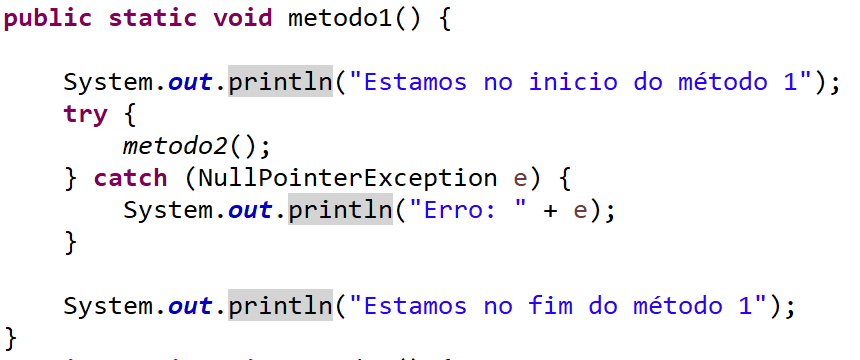 public static void metodo1() {
System.out.println("Estamos no inicio do método 1");
try {
metodo2();
} catch (NullPointerException e) {
System.out.println("Erro: " + e);
}
System.out.println("Estamos no fim do método 1");
}